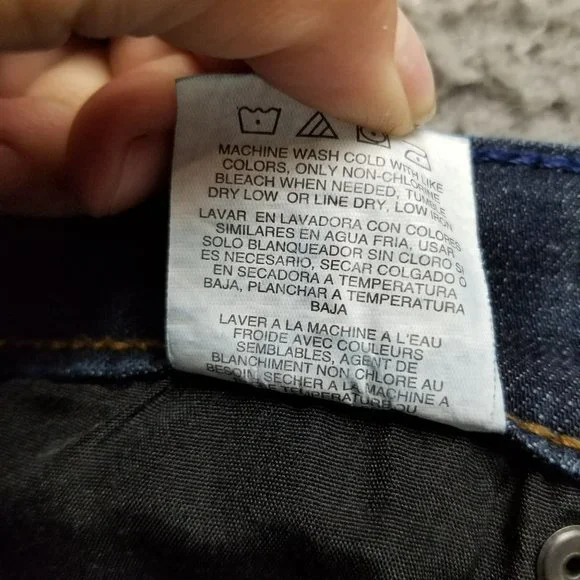 MACHINE WASH COLD WITH LIKE
COLORS, ONLY NON-CHLORINE
BLEACH WHEN NEEDED, TUMBLE
DRY LOW OR LINE DRY, LOW IRON
LAVAR EN LAVADORA CON COLORES
SIMILARES EN AGUA FRIA, USAR
SOLO BLANQUEADOR SIN CLORO SI
ES NECESARIO, SECAR COLGADO O
EN SECADORA A TEMPERATURA
BAJA, PLANCHAR A TEMPERATURA
BAJA
LAVER A LA MACHINE A L'EAU
FROIDE AVEC COULEURS
SEMBLABLES, AGENT DE
BLANCHIMENT NON CHLORE AU
BESOIN SECHER A LA MACHINE A
TEMPERATURE OU